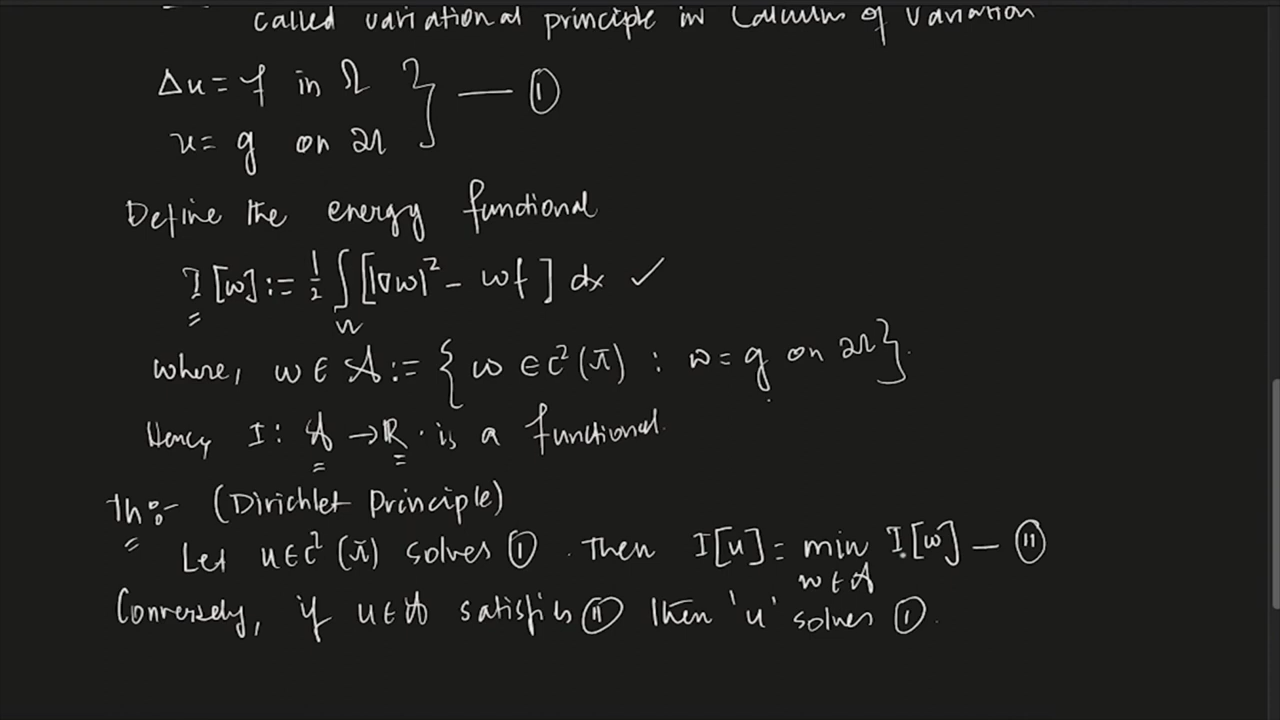 called variational principle in Calculus of Variation
Δu = f in Ω
u = g on ∂Ω } — ①
Define the energy functional
I[w] := 1/2 ∫_Ω [|∇w|² - wf] dx ✓
where, w ∈ A := { w ∈ C²(Ω̄) : w = g on ∂Ω }.
Hence, I : A → R. is a functional.
Th:- (Dirichlet Principle)
Let u ∈ C²(Ω̄) solves ①. Then I[u] = min_{w ∈ A} I[w] — ⑪
Conversely, if u ∈ A satisfies ⑪ then 'u' solves ①.